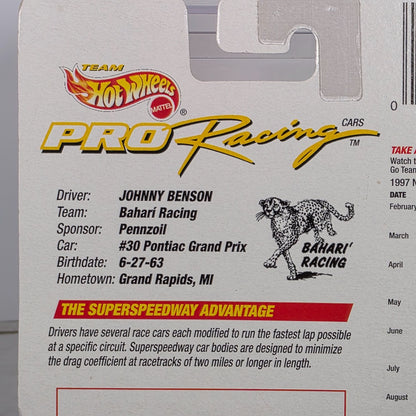 TEAM
Hot Wheels
MATTEL
®
PRO Racing CARS
™
Driver: JOHNNY BENSON
Team: Bahari Racing
Sponsor: Pennzoil
Car: #30 Pontiac Grand Prix
Birthdate: 6-27-63
Hometown: Grand Rapids, MI
BAHARI'
RACING
THE SUPERSPEEDWAY ADVANTAGE
Drivers have several race cars each modified to run the fastest lap possible
at a specific circuit. Superspeedway car bodies are designed to minimize
the drag coefficient at racetracks of two miles or longer in length.
0
TAKE
Watch t
Go Team
1997 N
DATE
February
March
April
May
June
July
August